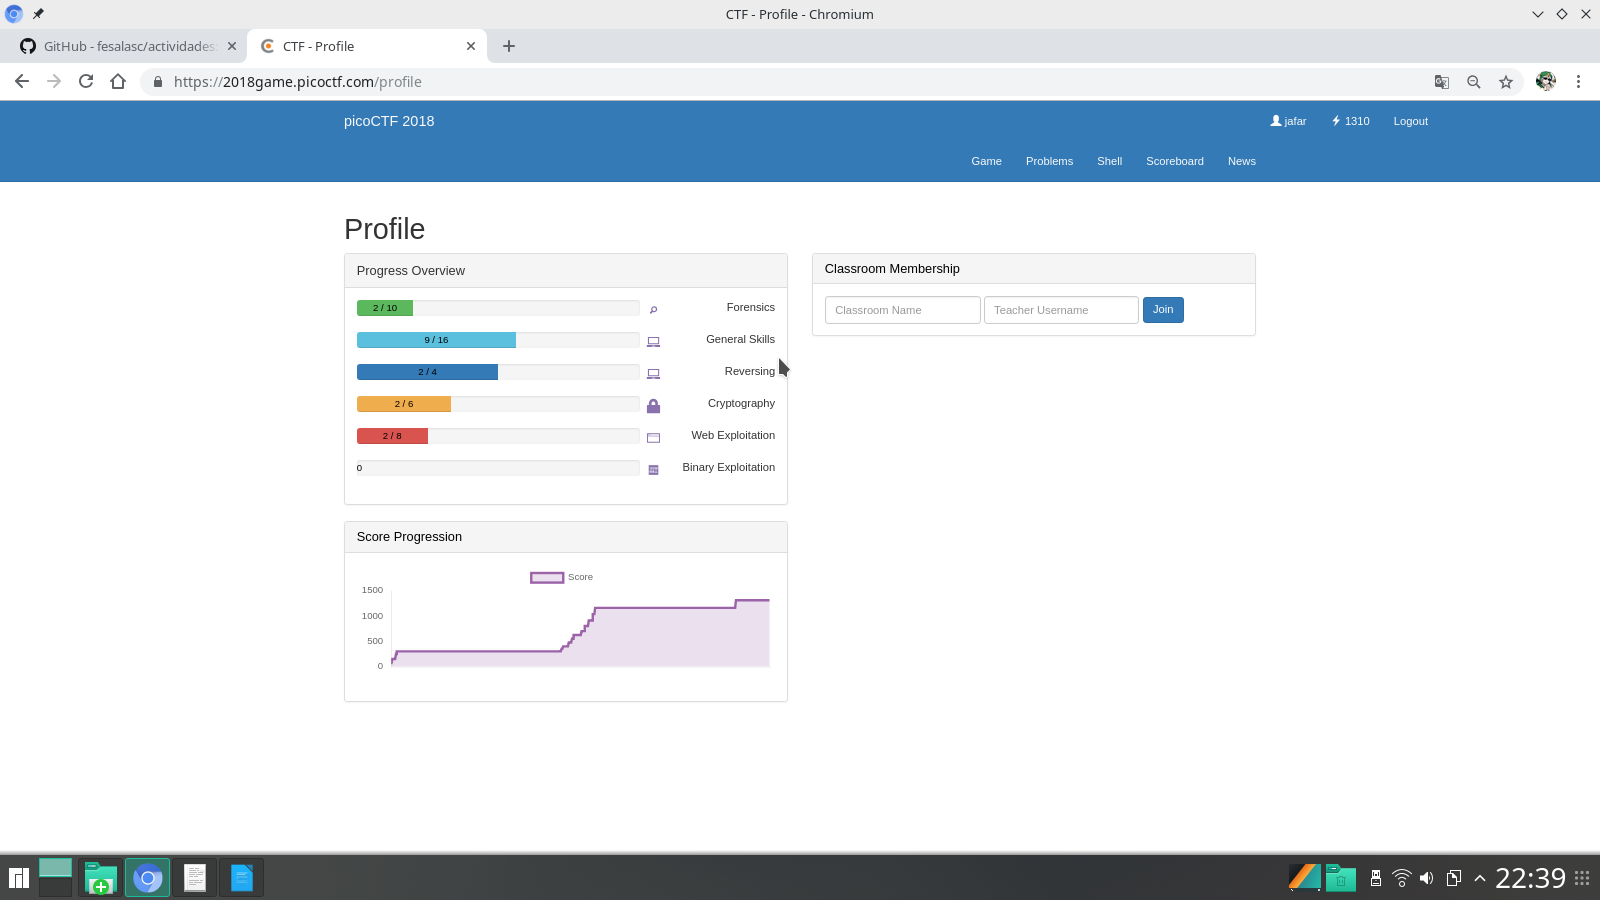 CTF - Profile - Chromium
GitHub - fesalasc/actividades
CTF - Profile
https://2018game.picoctf.com/profile
picoCTF 2018
jafar
1310
Logout
Game
Problems
Shell
Scoreboard
News
Profile
Progress Overview
2 / 10
Forensics
9 / 16
General Skills
2 / 4
Reversing
2 / 6
Cryptography
2 / 8
Web Exploitation
0
Binary Exploitation
Classroom Membership
Classroom Name
Teacher Username
Join
Score Progression
Score
1500
1000
500
0
22:39